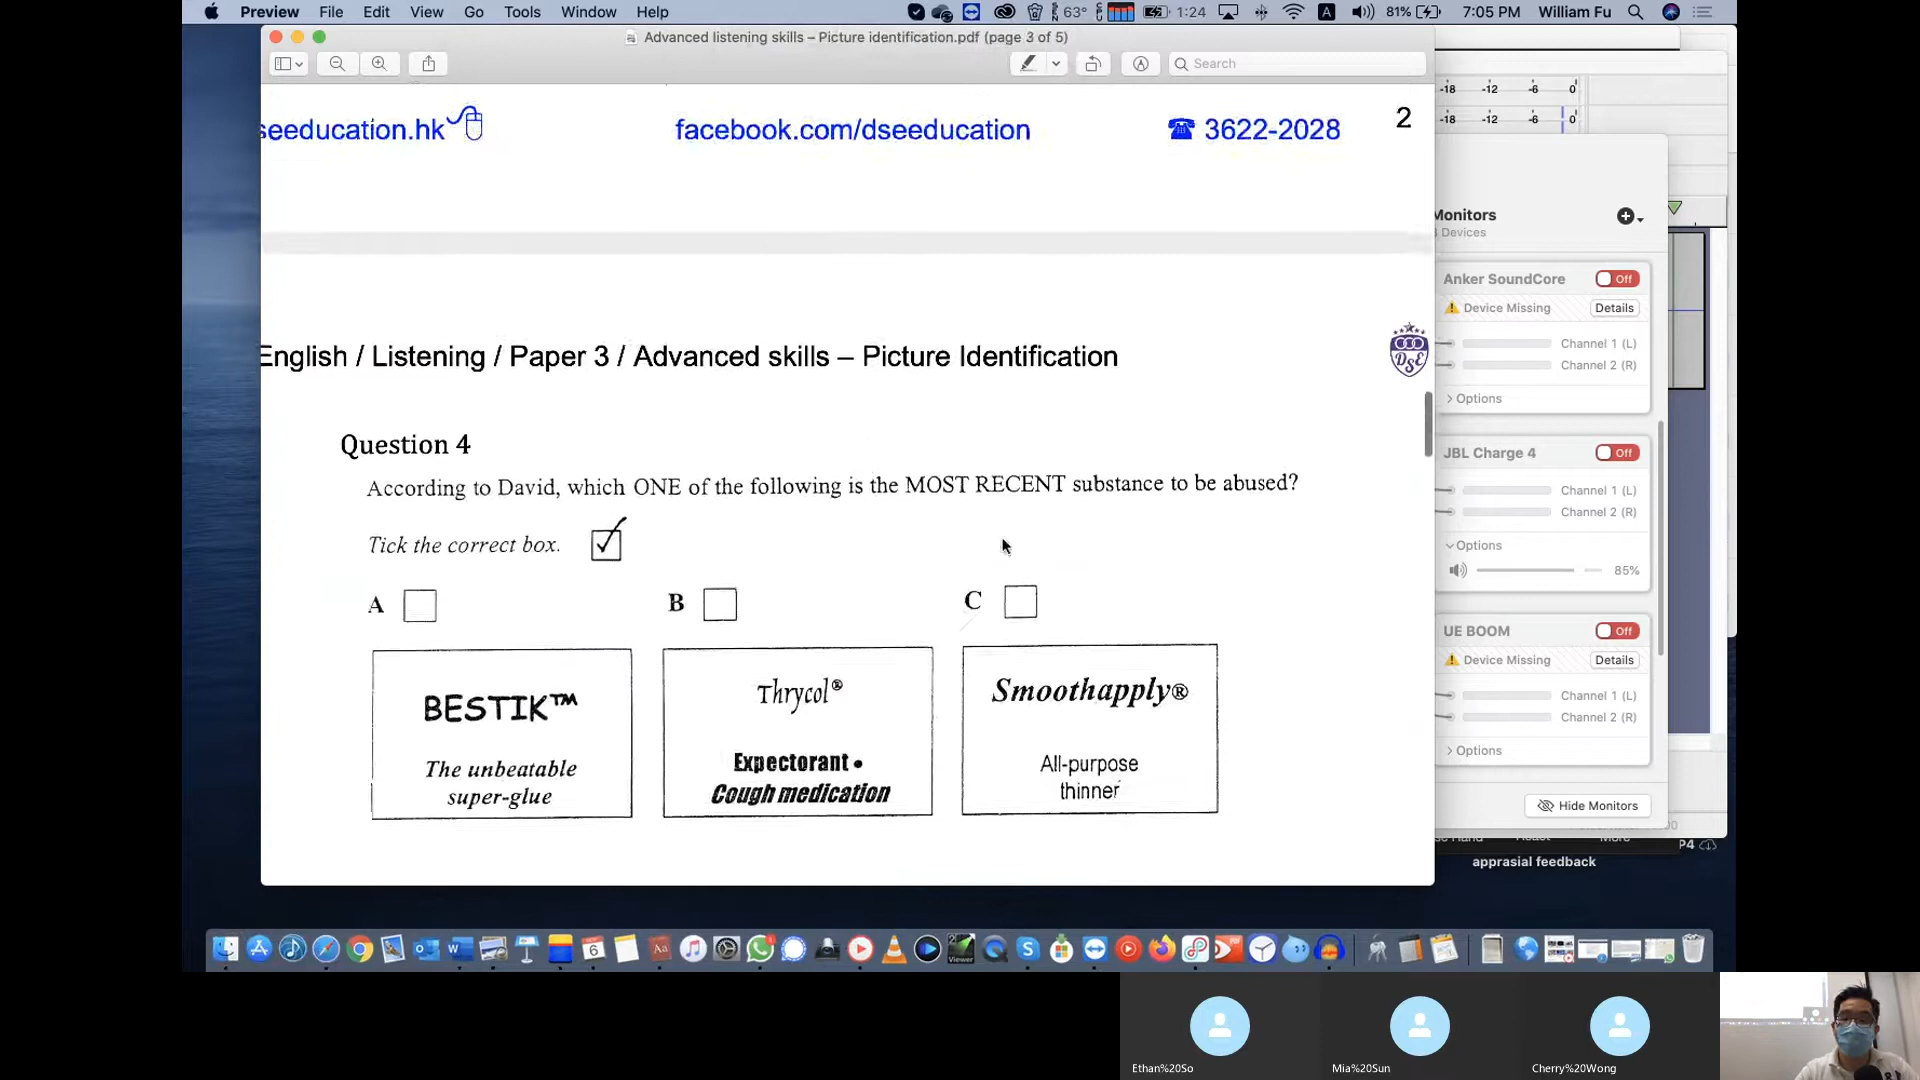 Preview File Edit View Go Tools Window Help 63° 1:24 A 81% 7:05 PM William Fu
Advanced listening skills – Picture identification.pdf (page 3 of 5)
Search
seeducation.hk facebook.com/dseeducation ☎ 3622-2028 2
English / Listening / Paper 3 / Advanced skills – Picture Identification
DSE
Question 4
According to David, which ONE of the following is the MOST RECENT substance to be abused?
Tick the correct box.
A B C
BESTIK™
The unbeatable
super-glue
Thrycol®
Expectorant •
Cough medication
Smoothapply®
All-purpose
thinner
-18 -12 -6 0
-18 -12 -6 0
Monitors
Devices
Anker SoundCore Off
Device Missing Details
Channel 1 (L)
Channel 2 (R)
Options
JBL Charge 4 Off
Channel 1 (L)
Channel 2 (R)
Options
85%
UE BOOM Off
Device Missing Details
Channel 1 (L)
Channel 2 (R)
Options
Hide Monitors
P4
apprasial feedback
6
Ethan%20So Mia%20Sun Cherry%20Wong